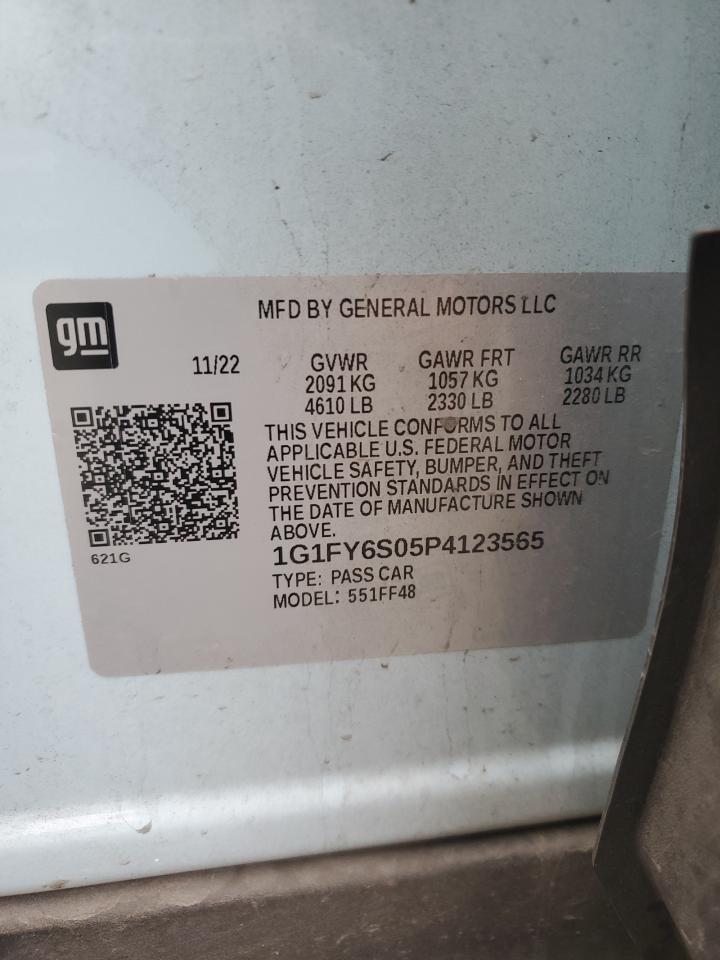 gm
MFD BY GENERAL MOTORS LLC
11/22
GVWR GAWR FRT GAWR RR
2091 KG 1057 KG 1034 KG
4610 LB 2330 LB 2280 LB
THIS VEHICLE CONFORMS TO ALL
APPLICABLE U.S. FEDERAL MOTOR
VEHICLE SAFETY, BUMPER, AND THEFT
PREVENTION STANDARDS IN EFFECT ON
THE DATE OF MANUFACTURE SHOWN
ABOVE.
621G
1G1FY6S05P4123565
TYPE: PASS CAR
MODEL: 551FF48